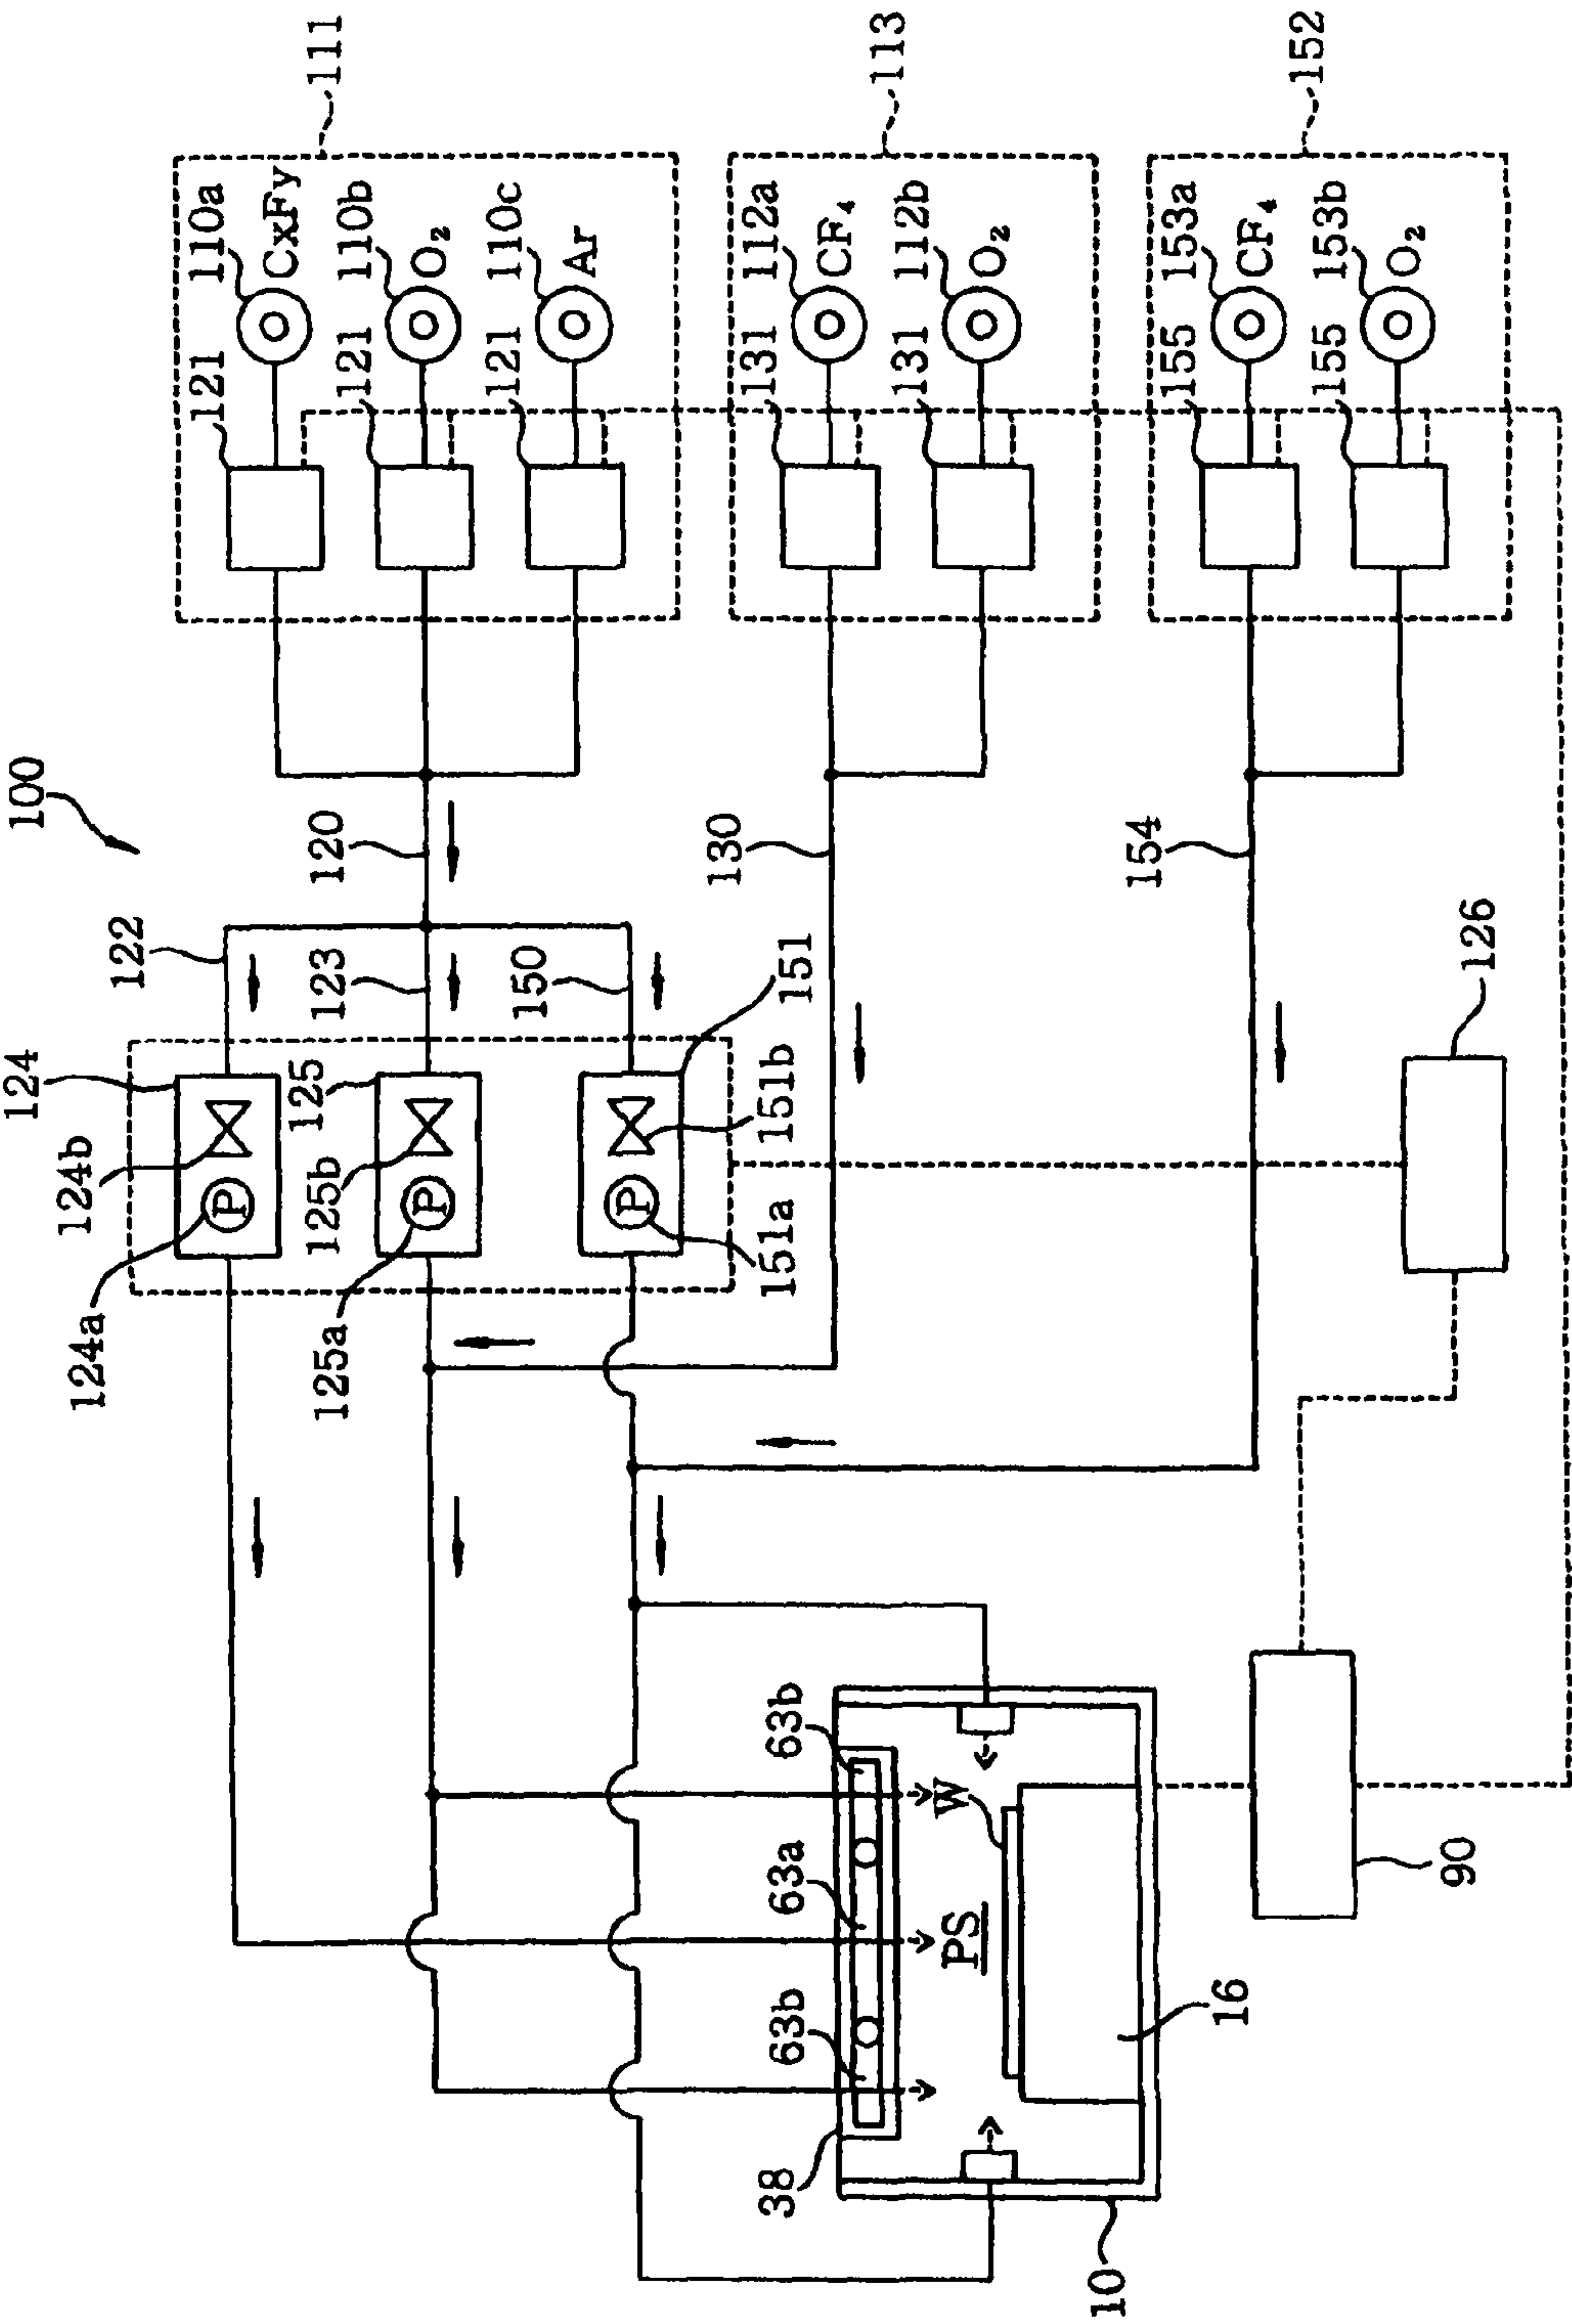 100
124
124b
124a
122
121
110a
CxFy
111
125
125b
125a
123
120
121
110b
O₂
121
110c
Ar
150
151
151b
151a
130
131
112a
CF₄
113
131
112b
O₂
38
63b
63a
63b
W
PS
10
16
154
155
153a
CF₄
152
155
153b
O₂
90
126